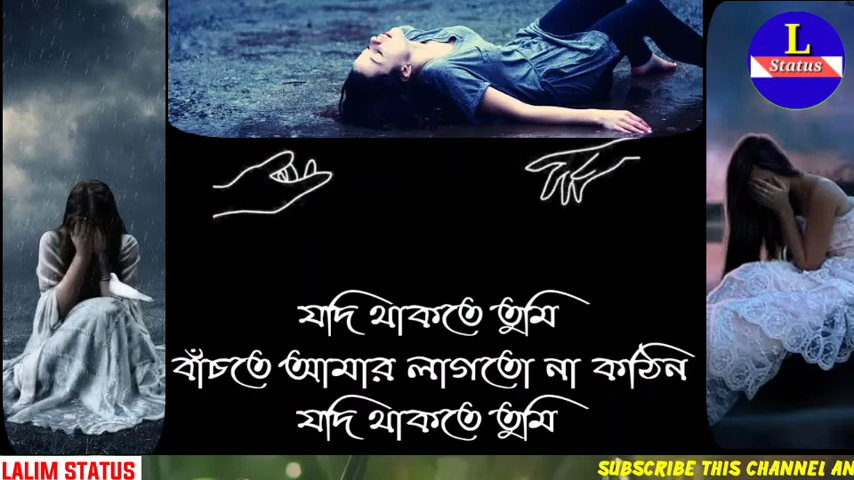 L
Status
যদি থাকতে তুমি
বাঁচতে আমার লাগতো না কঠিন
যদি থাকতে তুমি
LALIM STATUS
SUBSCRIBE THIS CHANNEL AN